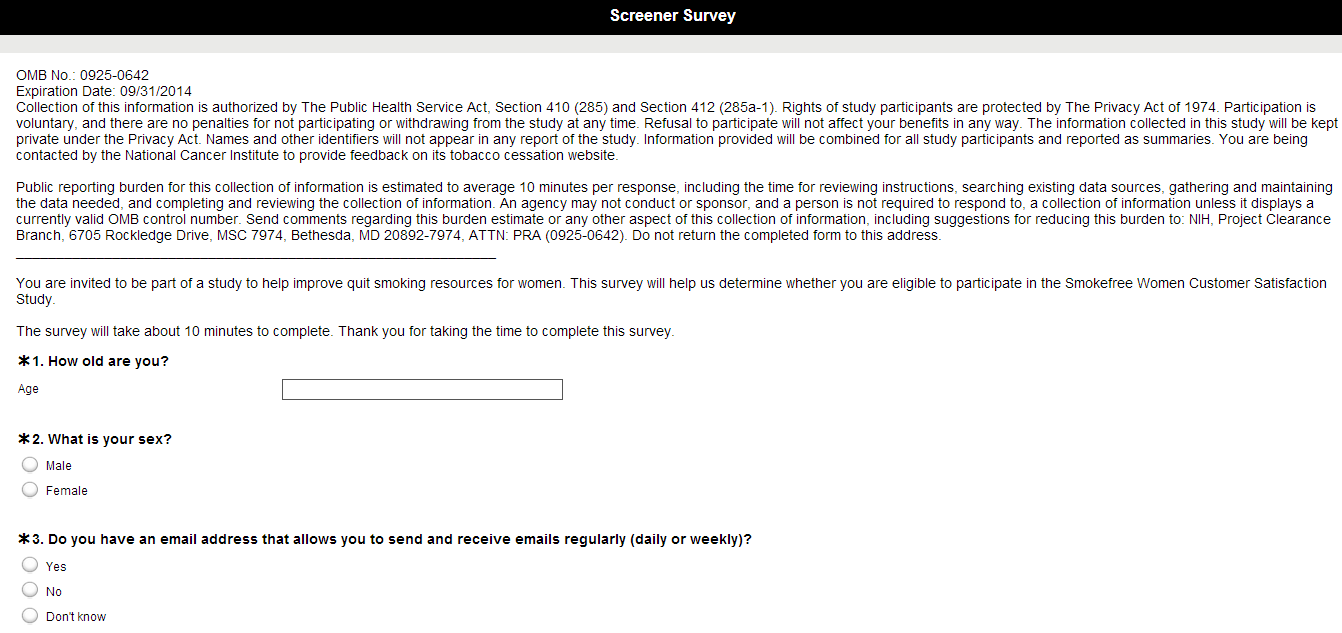 Screener Survey
OMB No.: 0925-0642
Expiration Date: 09/31/2014
Collection of this information is authorized by The Public Health Service Act, Section 410 (285) and Section 412 (285a-1). Rights of study participants are protected by The Privacy Act of 1974. Participation is
voluntary, and there are no penalties for not participating or withdrawing from the study at any time. Refusal to participate will not affect your benefits in any way. The information collected in this study will be kept
private under the Privacy Act. Names and other identifiers will not appear in any report of the study. Information provided will be combined for all study participants and reported as summaries. You are being
contacted by the National Cancer Institute to provide feedback on its tobacco cessation website.
Public reporting burden for this collection of information is estimated to average 10 minutes per response, including the time for reviewing instructions, searching existing data sources, gathering and maintaining
the data needed, and completing and reviewing the collection of information. An agency may not conduct or sponsor, and a person is not required to respond to, a collection of information unless it displays a
currently valid OMB control number. Send comments regarding this burden estimate or any other aspect of this collection of information, including suggestions for reducing this burden to: NIH, Project Clearance
Branch, 6705 Rockledge Drive, MSC 7974, Bethesda, MD 20892-7974, ATTN: PRA (0925-0642). Do not return the completed form to this address.
You are invited to be part of a study to help improve quit smoking resources for women. This survey will help us determine whether you are eligible to participate in the Smokefree Women Customer Satisfaction
Study.
The survey will take about 10 minutes to complete. Thank you for taking the time to complete this survey.
*1. How old are you?
Age
*2. What is your sex?
Male
Female
*3. Do you have an email address that allows you to send and receive emails regularly (daily or weekly)?
Yes
No
Don't know